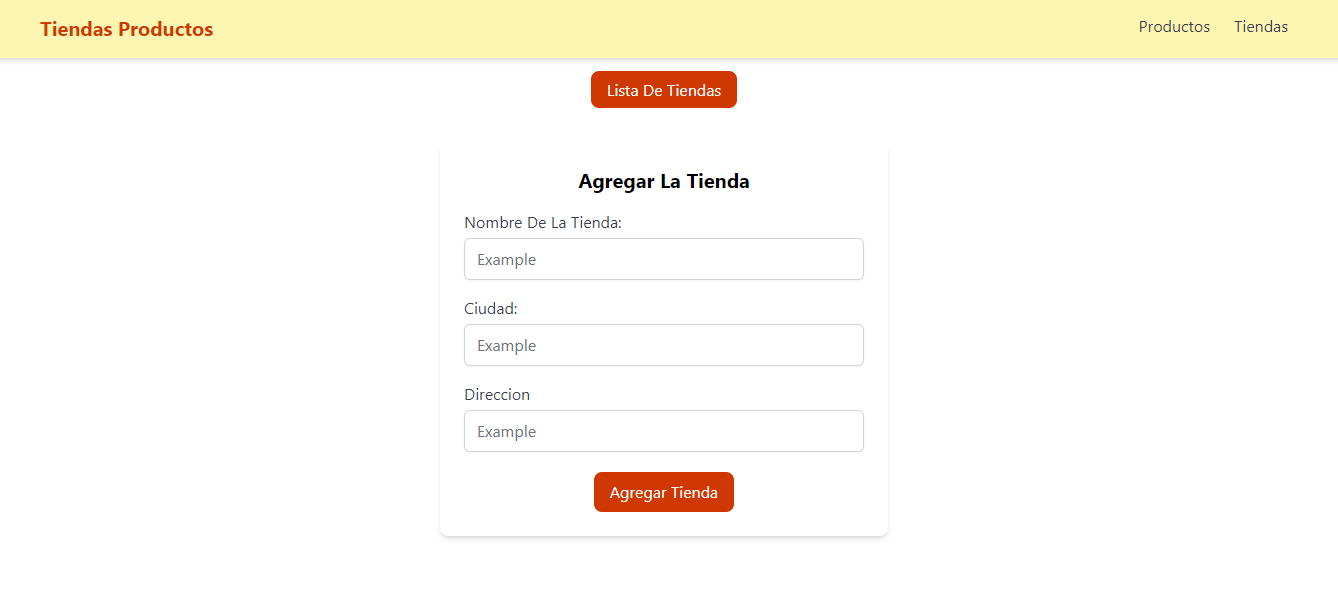 Tiendas Productos
Productos Tiendas
Lista De Tiendas
Agregar La Tienda
Nombre De La Tienda:
Example
Ciudad:
Example
Direccion
Example
Agregar Tienda